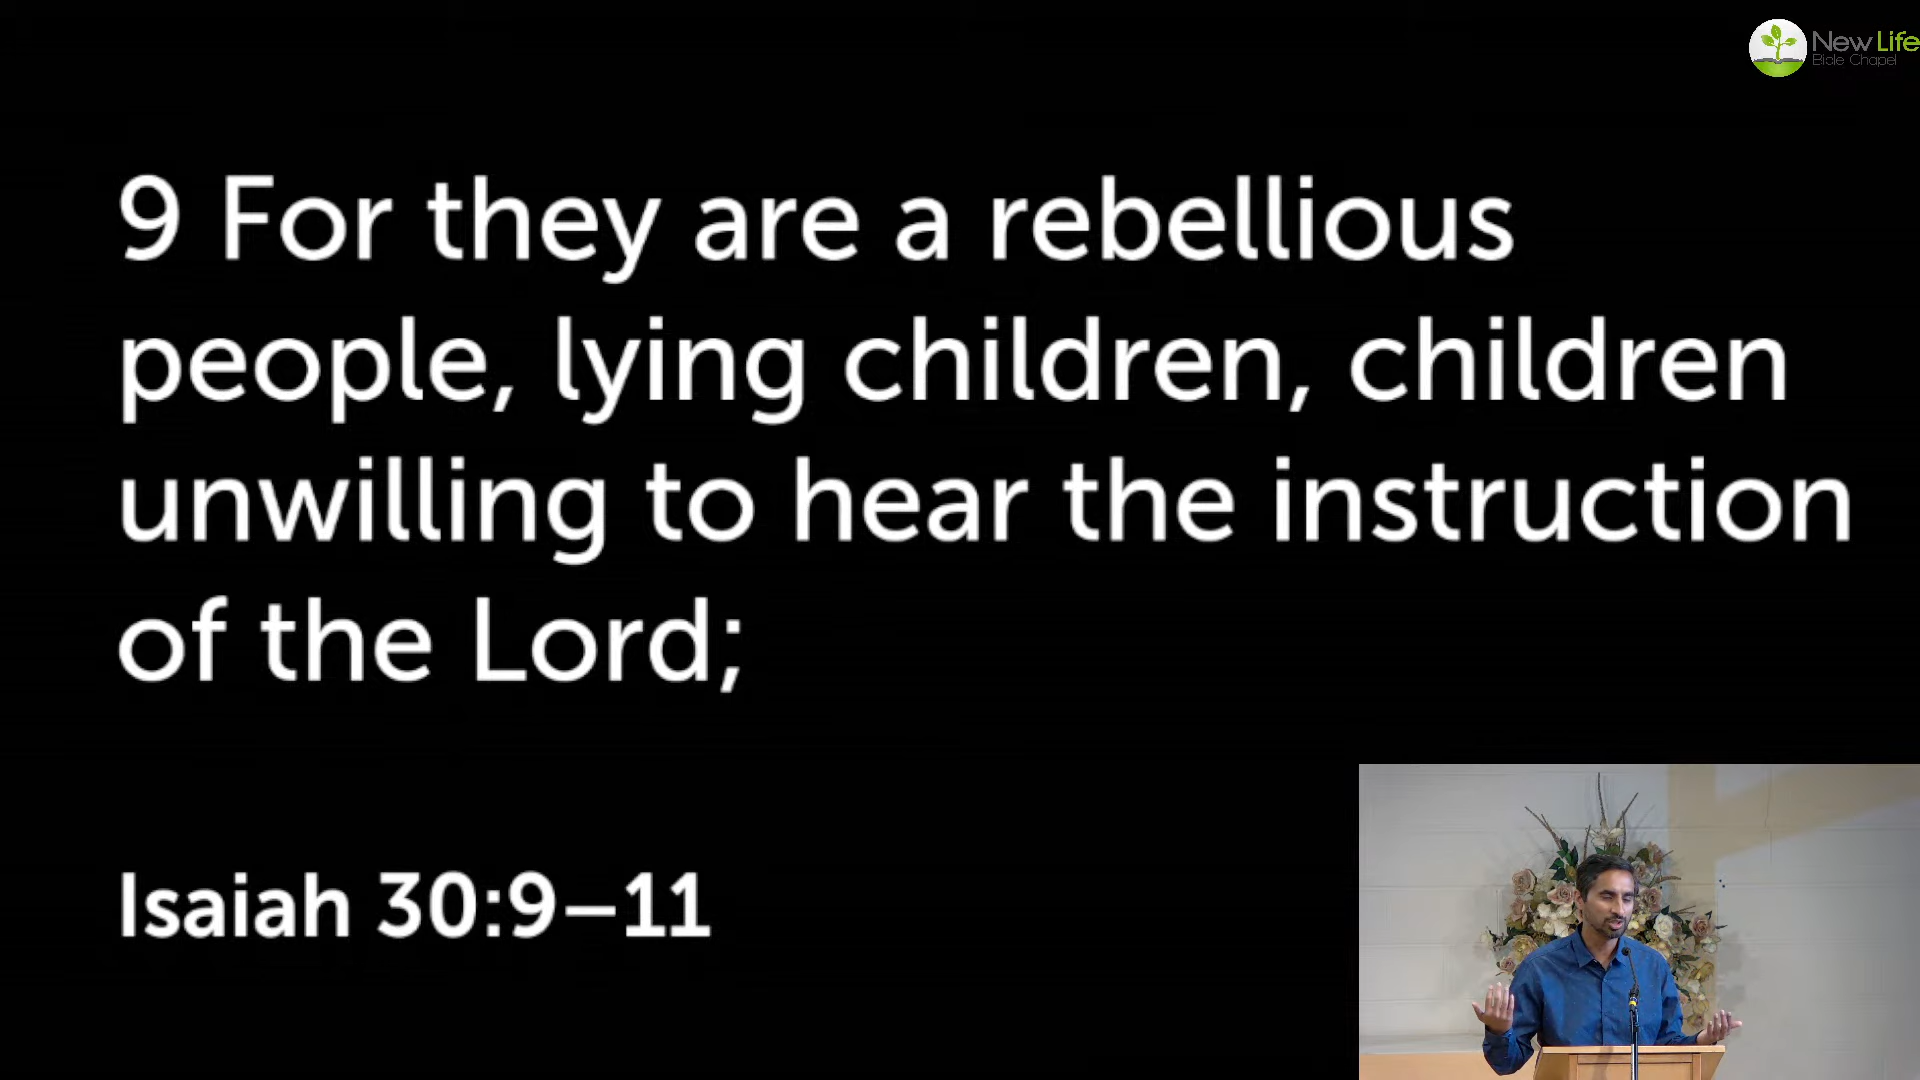 New Life
Bible Chapel
9 For they are a rebellious
people, lying children, children
unwilling to hear the instruction
of the Lord;
Isaiah 30:9–11